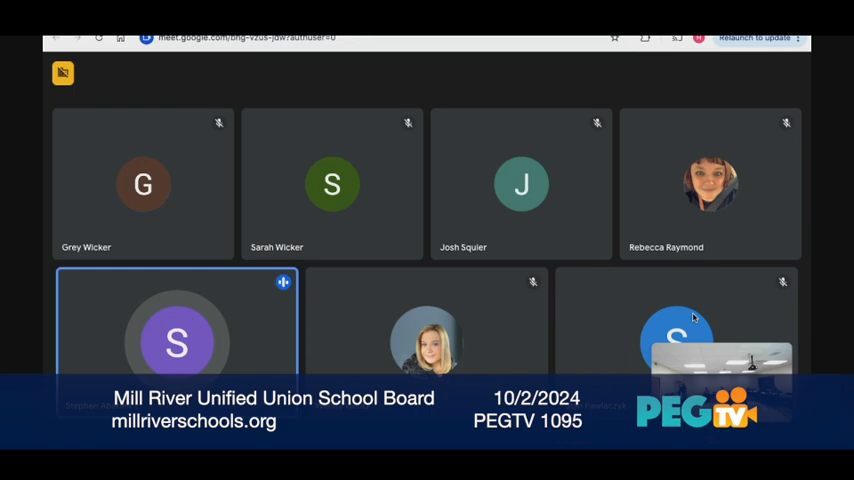 meet.google.com/bng-vzus-jdw?authuser=0
Relaunch to update
G
S
J
Grey Wicker
Sarah Wicker
Josh Squier
Rebecca Raymond
S
S
Mill River Unified Union School Board
10/2/2024
millriverschools.org
PEGTV 1095
PEG TV